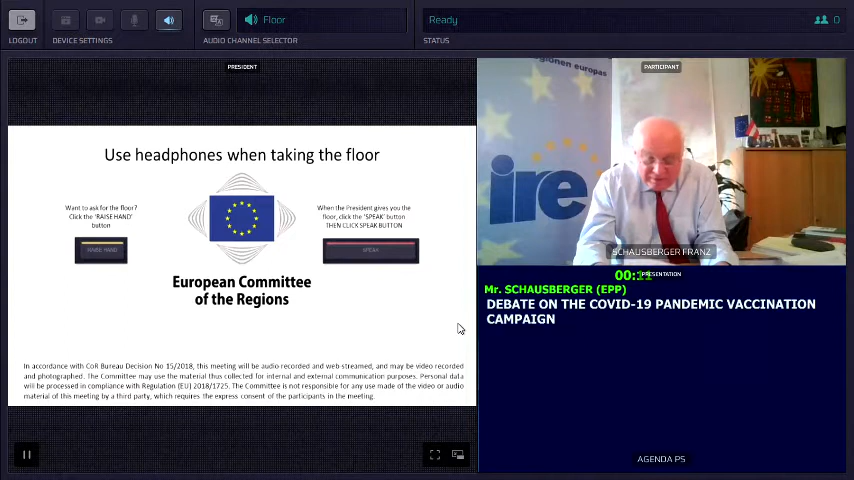 Floor
Ready
0
LOGOUT
DEVICE SETTINGS
AUDIO CHANNEL SELECTOR
STATUS
PRESIDENT
Use headphones when taking the floor
Want to ask for the floor?
Click the 'RAISE HAND'
button
RAISE HAND
When the President gives you the
floor, click the 'SPEAK' button
THEN CLICK SPEAK BUTTON
SPEAK
European Committee
of the Regions
In accordance with CoR Bureau Decision No 15/2018, this meeting will be audio recorded and web streamed, and may be video recorded
and photographed. The Committee may use the material thus collected for internal and external communication purposes. Personal data
will be processed in compliance with Regulation (EU) 2018/1725. The Committee is not responsible for any use made of the video or audio
material of this meeting by a third party, which requires the express consent of the participants in the meeting.
PARTICIPANT
regionen europas
ire
SCHAUSBERGER FRANZ
PRESENTATION
Mr. SCHAUSBERGER (EPP)
DEBATE ON THE COVID-19 PANDEMIC VACCINATION
CAMPAIGN
AGENDA PS